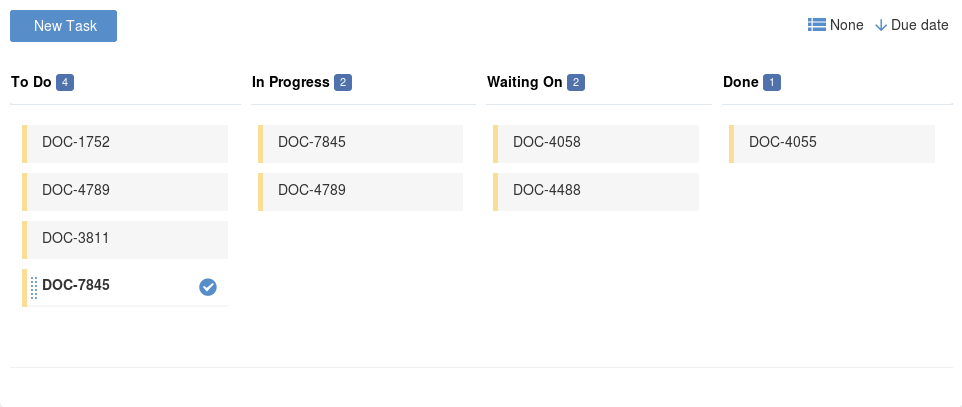 New Task
None Due date
To Do 4
In Progress 2
Waiting On 2
Done 1
DOC-1752
DOC-4789
DOC-3811
DOC-7845
DOC-7845
DOC-4789
DOC-4058
DOC-4488
DOC-4055